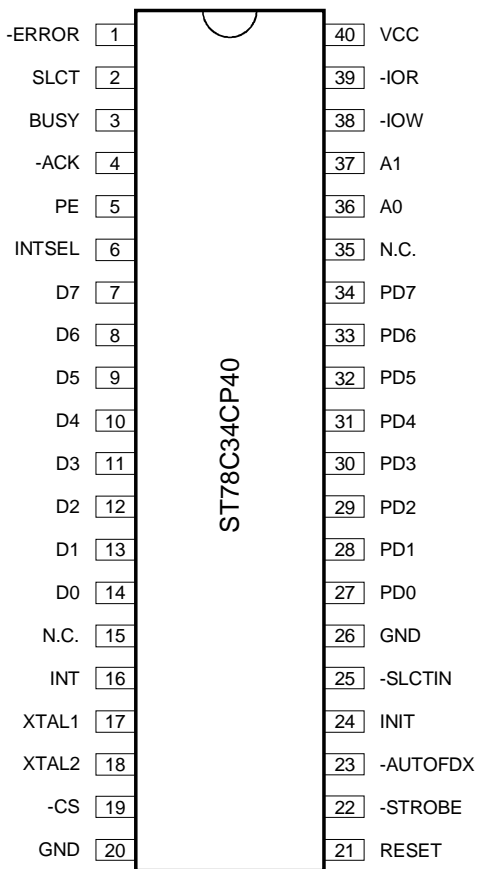 -ERROR 1 40 VCC
SLCT 2 39 -IOR
BUSY 3 38 -IOW
-ACK 4 37 A1
PE 5 36 A0
INTSEL 6 35 N.C.
D7 7 34 PD7
D6 8 33 PD6
D5 9 32 PD5
D4 10 31 PD4
D3 11 30 PD3
D2 12 29 PD2
D1 13 28 PD1
D0 14 27 PD0
N.C. 15 26 GND
INT 16 25 -SLCTIN
XTAL1 17 24 INIT
XTAL2 18 23 -AUTOFDX
-CS 19 22 -STROBE
GND 20 21 RESET
ST78C34CP40